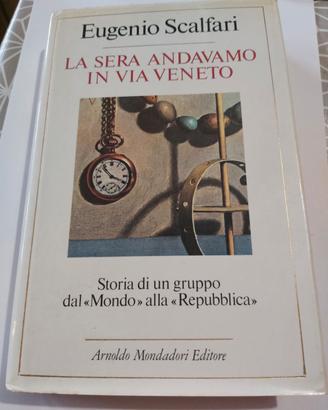 Eugenio Scalfari
LA SERA ANDAVAMO
IN VIA VENETO
Storia di un gruppo
dal «Mondo» alla «Repubblica»
Arnoldo Mondadori Editore